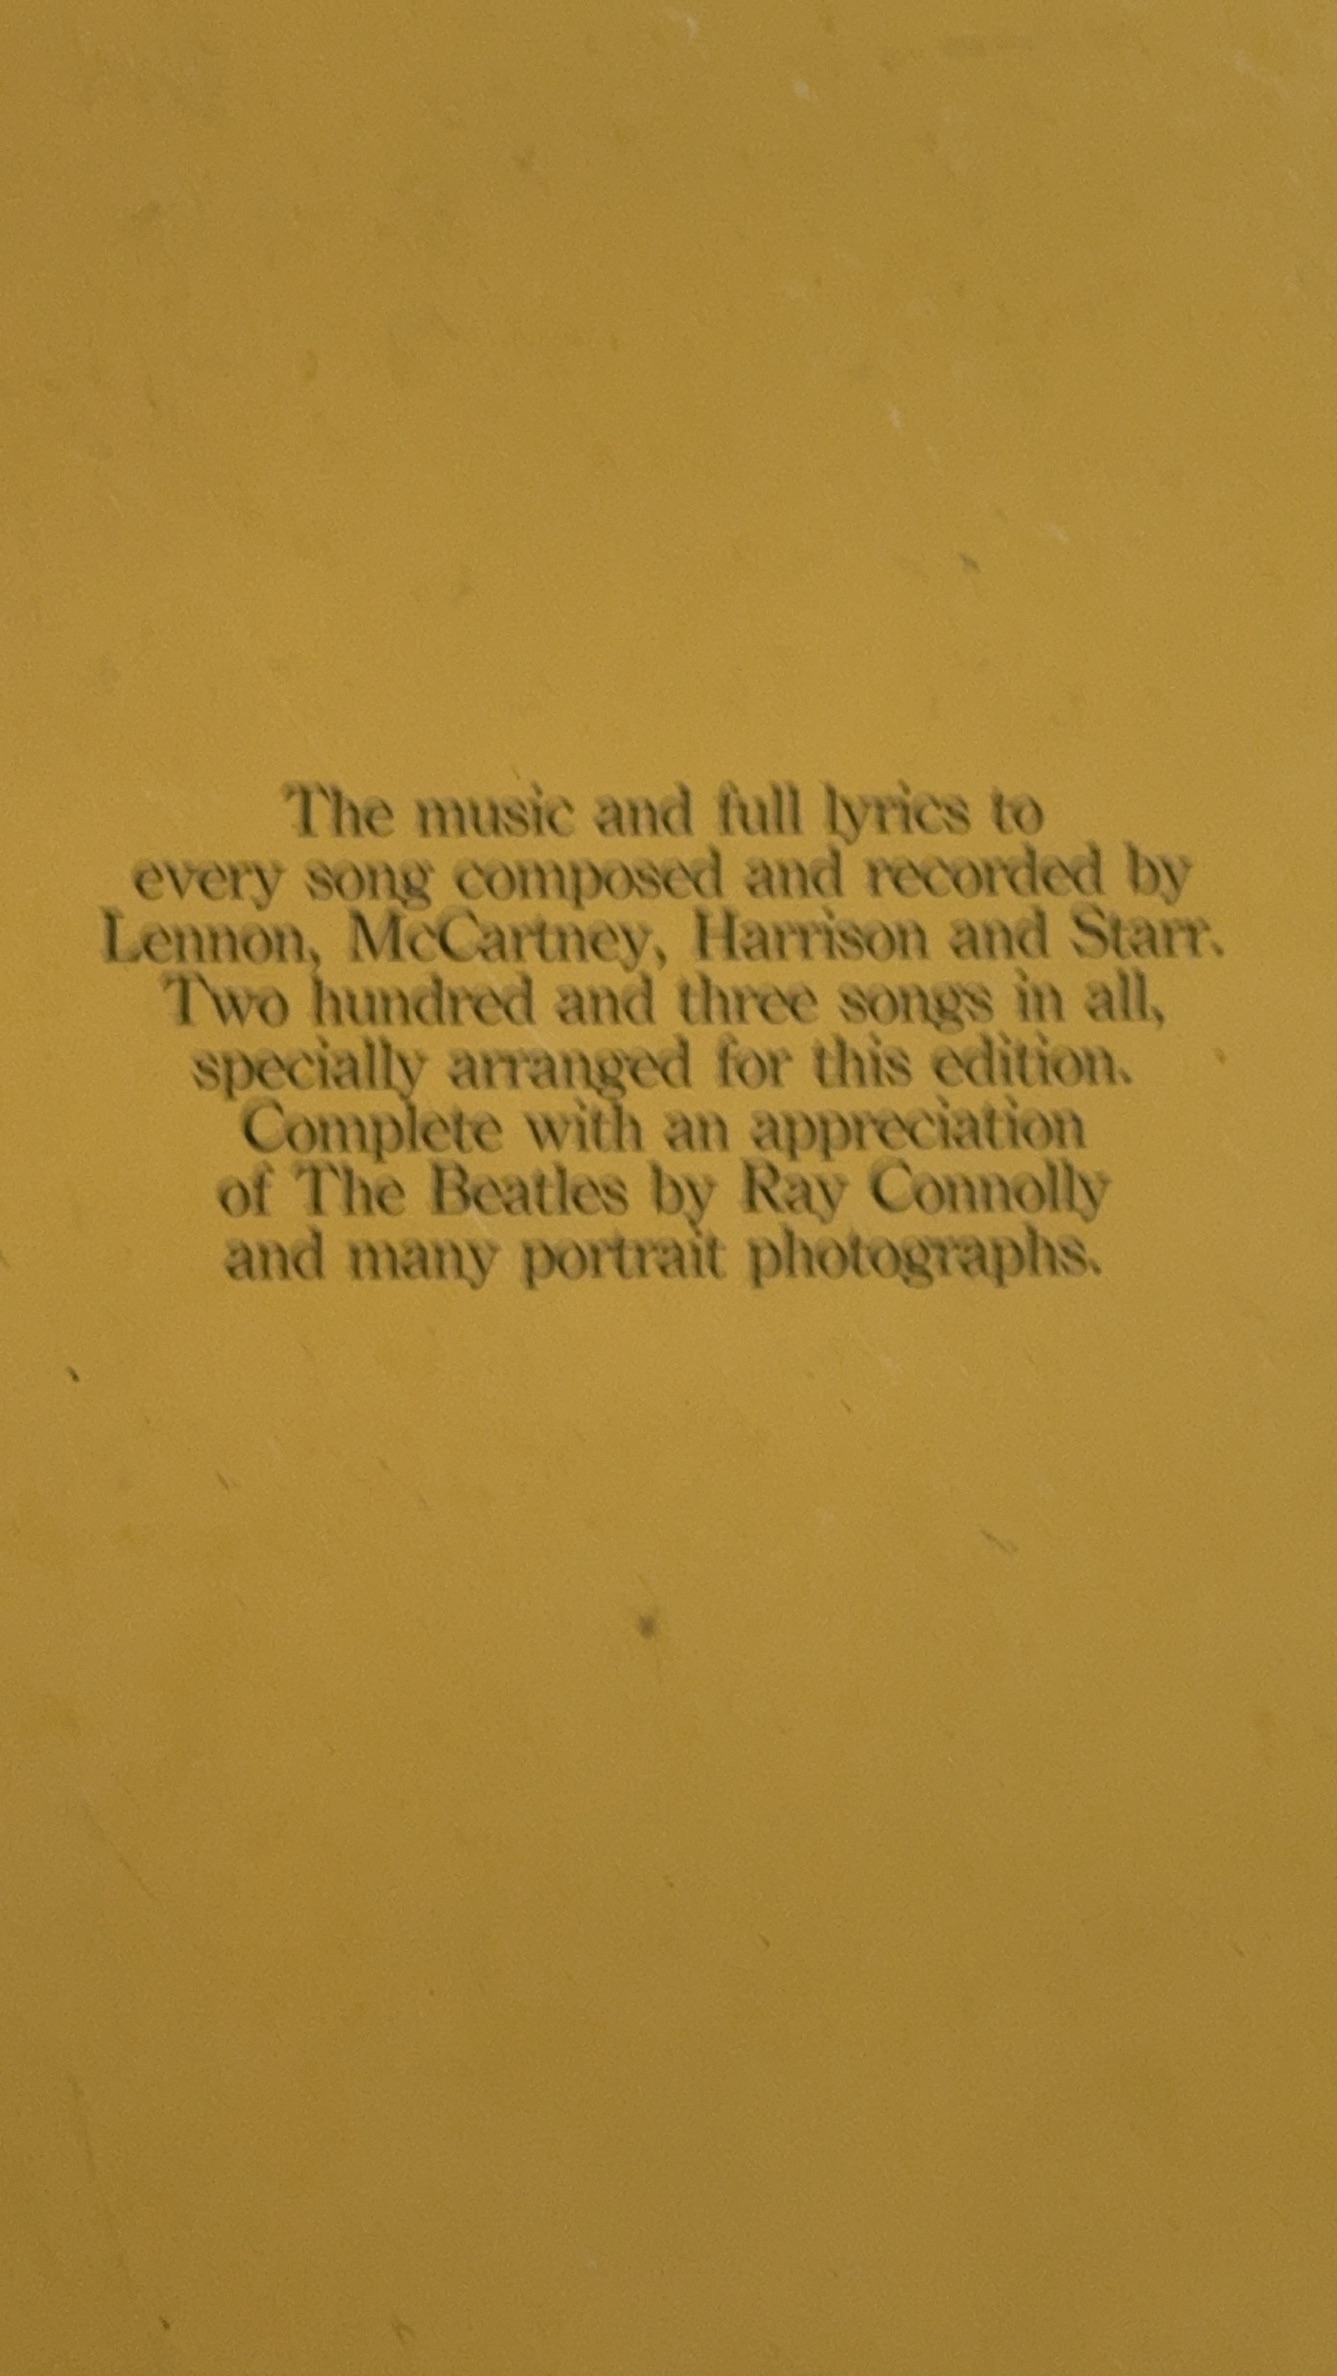 The music and full lyrics to
every song composed and recorded by
Lennon, McCartney, Harrison and Starr.
Two hundred and three songs in all,
specially arranged for this edition.
Complete with an appreciation
of The Beatles by Ray Connolly
and many portrait photographs.